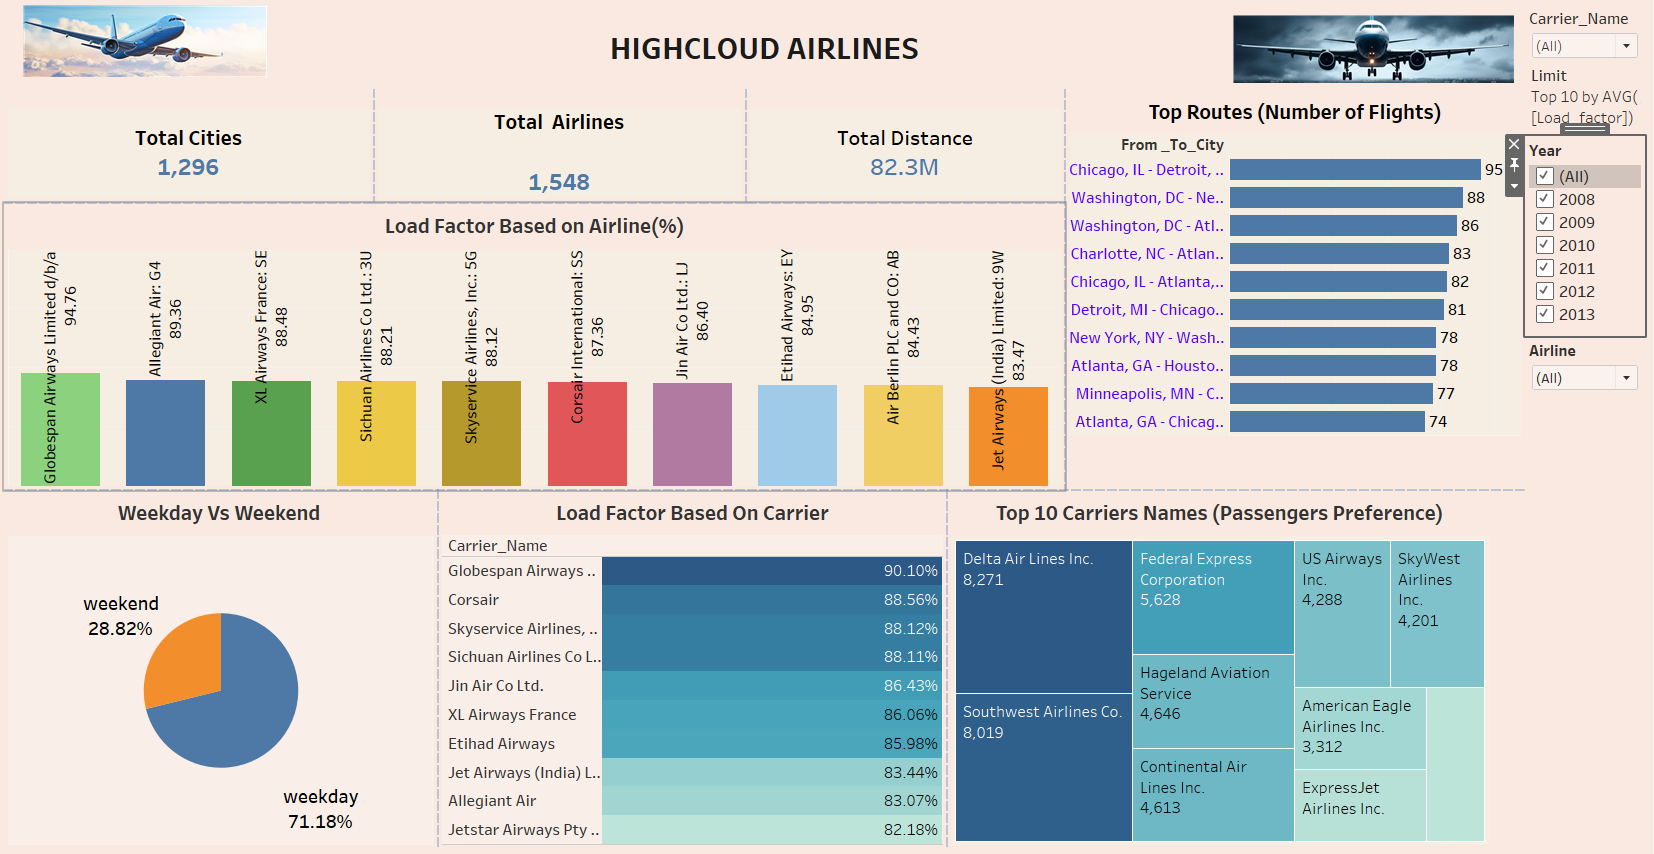 HIGHCLOUD AIRLINES
Carrier_Name
(All)
Limit
Top 10 by AVG(
[Load_factor])
Total Cities
1,296
Total Airlines
1,548
Total Distance
82.3M
Top Routes (Number of Flights)
From _To_City
Chicago, IL - Detroit, .. 95
Washington, DC - Ne.. 88
Washington, DC - Atl.. 86
Charlotte, NC - Atlan.. 83
Chicago, IL - Atlanta,.. 82
Detroit, MI - Chicago.. 81
New York, NY - Wash.. 78
Atlanta, GA - Housto.. 78
Minneapolis, MN - C.. 77
Atlanta, GA - Chicag.. 74
Year
(All)
2008
2009
2010
2011
2012
2013
Airline
(All)
Load Factor Based on Airline(%)
Globespan Airways Limited d/b/a
94.76
Allegiant Air: G4
89.36
XL Airways France: SE
88.48
Sichuan Airlines Co Ltd.: 3U
88.21
Skyservice Airlines, Inc.: 5G
88.12
Corsair International: SS
87.36
Jin Air Co Ltd.: LJ
86.40
Etihad Airways: EY
84.95
Air Berlin PLC and CO: AB
84.43
Jet Airways (India) Limited: 9W
83.47
Weekday Vs Weekend
weekend
28.82%
weekday
71.18%
Load Factor Based On Carrier
Carrier_Name
Globespan Airways .. 90.10%
Corsair 88.56%
Skyservice Airlines, .. 88.12%
Sichuan Airlines Co L.. 88.11%
Jin Air Co Ltd. 86.43%
XL Airways France 86.06%
Etihad Airways 85.98%
Jet Airways (India) L.. 83.44%
Allegiant Air 83.07%
Jetstar Airways Pty .. 82.18%
Top 10 Carriers Names (Passengers Preference)
Delta Air Lines Inc.
8,271
Southwest Airlines Co.
8,019
Federal Express
Corporation
5,628
Hageland Aviation
Service
4,646
Continental Air
Lines Inc.
4,613
US Airways
Inc.
4,288
SkyWest
Airlines
Inc.
4,201
American Eagle
Airlines Inc.
3,312
ExpressJet
Airlines Inc.